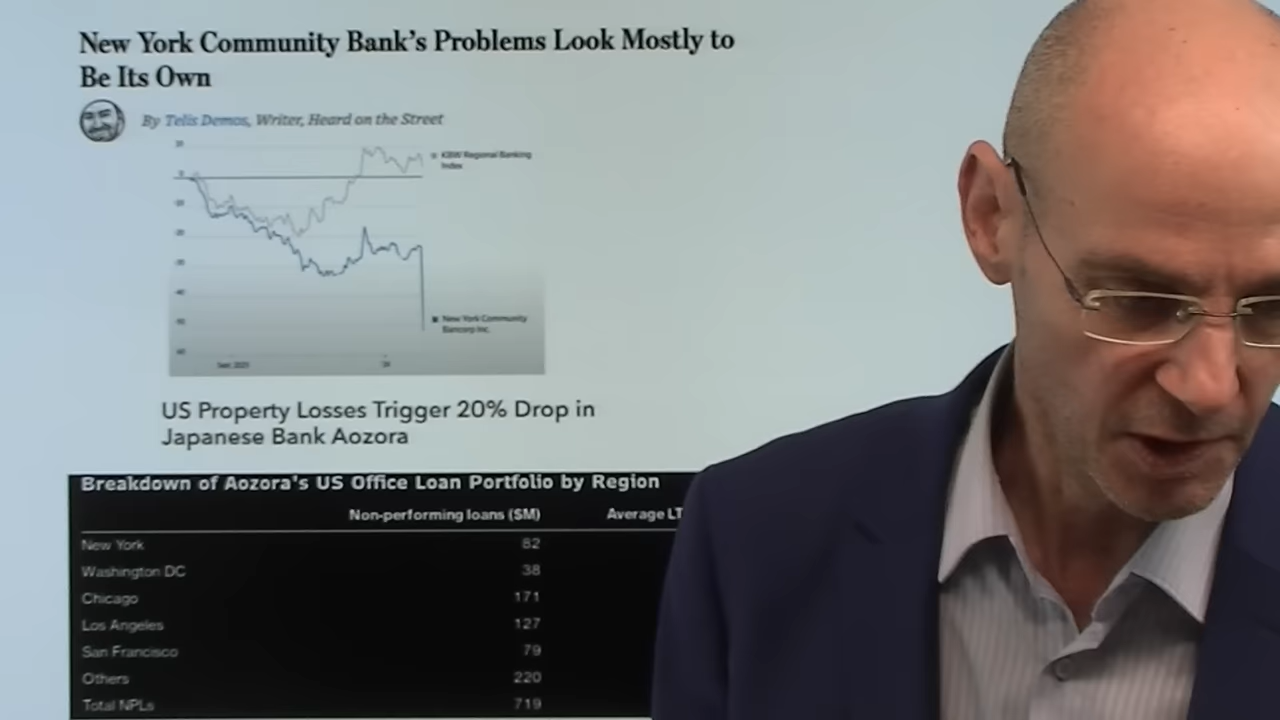 New York Community Bank's Problems Look Mostly to
Be Its Own
By Telis Demos, Writer, Heard on the Street
KBW Regional Banking
Index
New York Community
Bancorp Inc.
US Property Losses Trigger 20% Drop in
Japanese Bank Aozora
Breakdown of Aozora's US Office Loan Portfolio by Region
Non-performing loans ($M) Average LT
New York 82
Washington DC 38
Chicago 171
Los Angeles 127
San Francisco 79
Others 220
Total NPLs 719